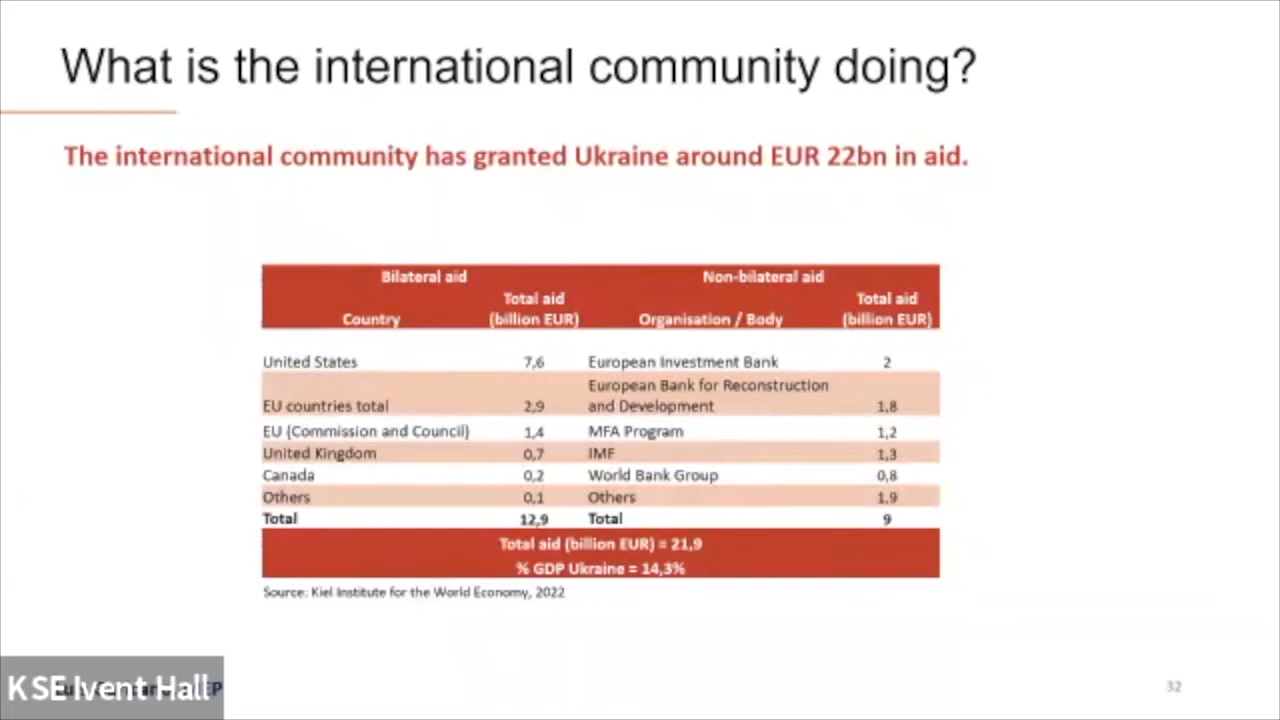 What is the international community doing?
The international community has granted Ukraine around EUR 22bn in aid.
Bilateral aid Non-bilateral aid
Total aid Total aid
Country (billion EUR) Organisation / Body (billion EUR)
United States 7,6 European Investment Bank 2
European Bank for Reconstruction
EU countries total 2,9 and Development 1,8
EU (Commission and Council) 1,4 MFA Program 1,2
United Kingdom 0,7 IMF 1,3
Canada 0,2 World Bank Group 0,8
Others 0,1 Others 1,9
Total 12,9 Total 9
Total aid (billion EUR) = 21,9
% GDP Ukraine = 14,3%
Source: Kiel Institute for the World Economy, 2022
KSE Ivent Hall
32